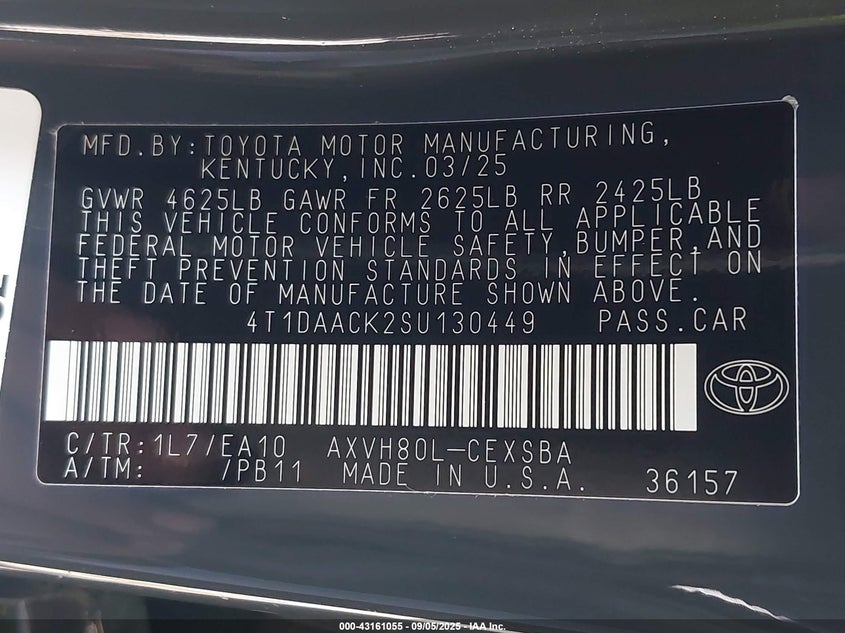 MFD.BY:TOYOTA MOTOR MANUFACTURING,
KENTUCKY,INC.03/25
GVWR 4625LB GAWR FR 2625LB RR 2425LB
THIS VEHICLE CONFORMS TO ALL APPLICABLE
FEDERAL MOTOR VEHICLE SAFETY,BUMPER,AND
THEFT PREVENTION STANDARDS IN EFFECT ON
THE DATE OF MANUFACTURE SHOWN ABOVE.
4T1DAACK2SU130449 PASS.CAR
C/TR:1L7/EA10 AXVH80L-CEXSBA
A/TM: /PB11 MADE IN U.S.A. 36157
000-43161055 - 09/05/2025 - IAA Inc.